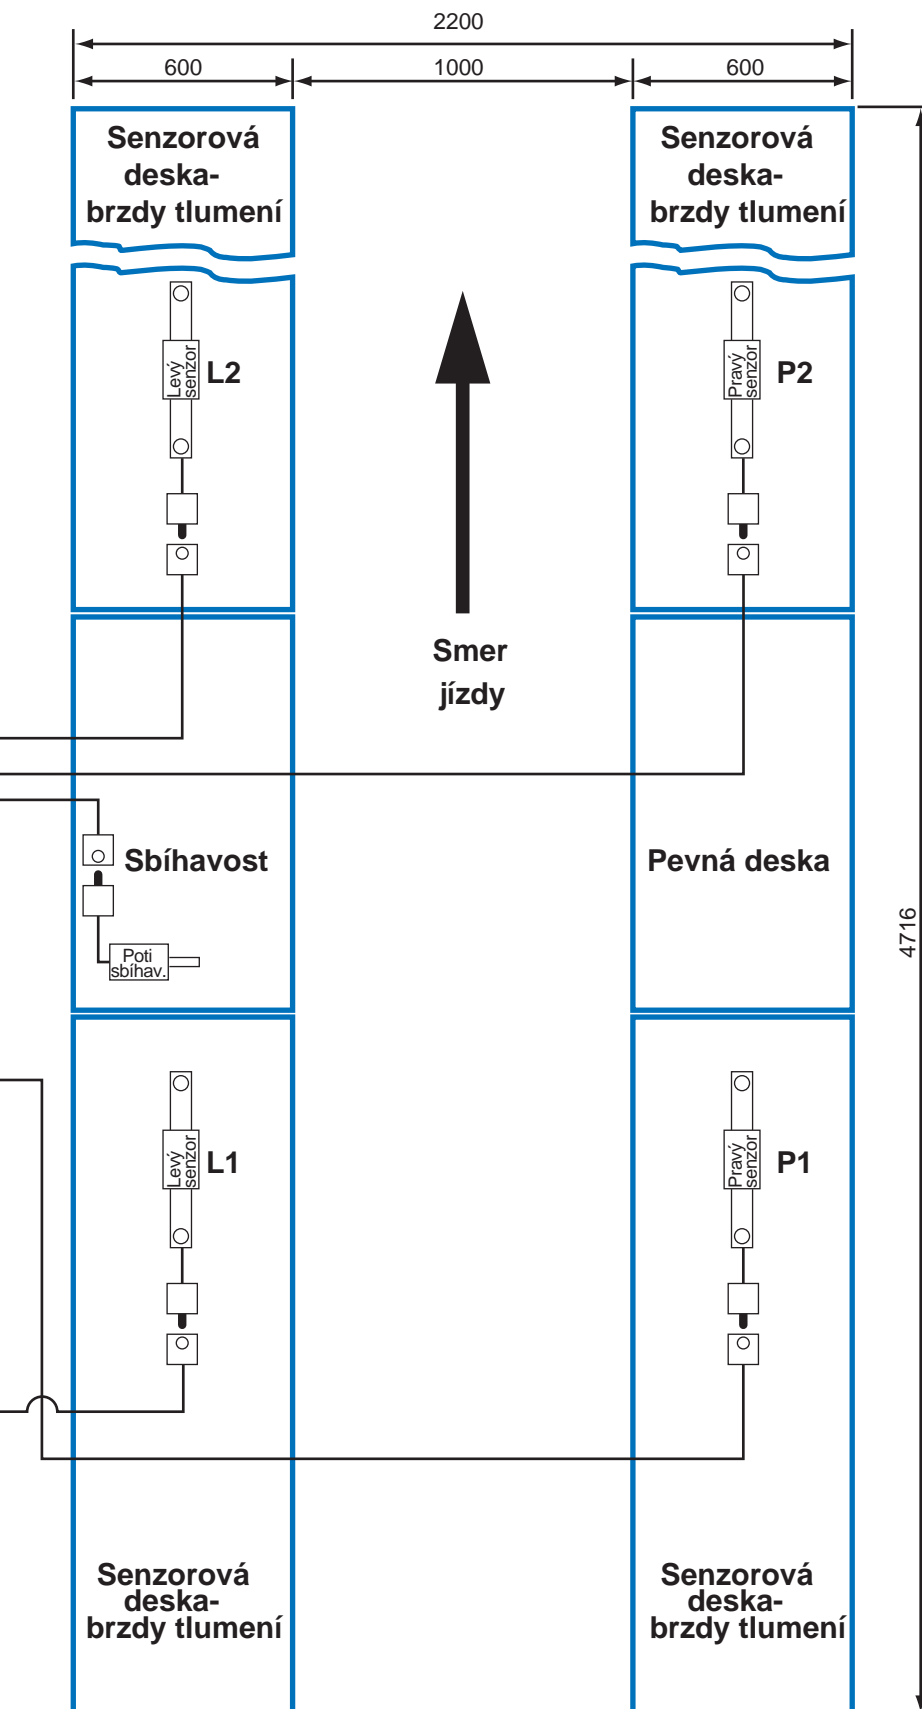 2200
600
1000
600
Senzorová
deska-
brzdy tlumení
Senzorová
deska-
brzdy tlumení
Levý
senzor
L2
Pravý
senzor
P2
Smer
jízdy
Sbíhavost
Pevná deska
4716
Poti
sbíhav.
Levý
senzor
L1
Pravý
senzor
P1
Senzorová
deska-
brzdy tlumení
Senzorová
deska-
brzdy tlumení